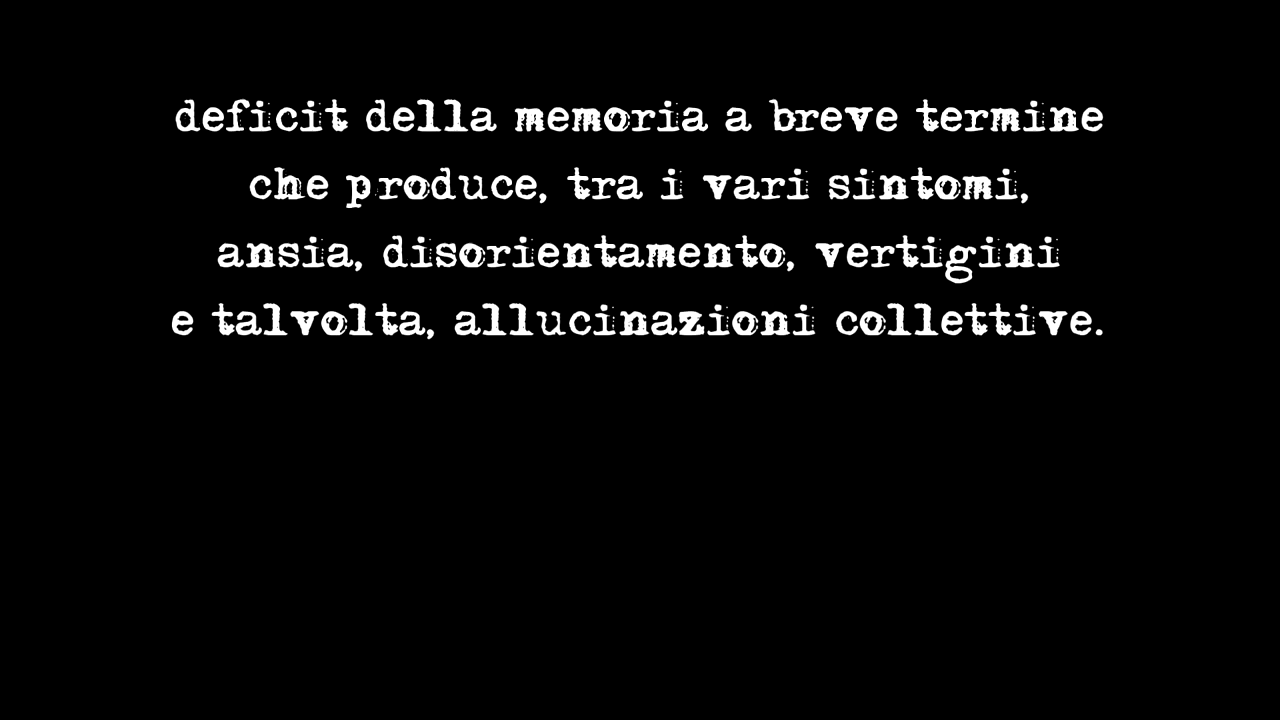 deficit della memoria a breve termine
che produce, tra i vari sintomi,
ansia, disorientamento, vertigini
e talvolta, allucinazioni collettive.